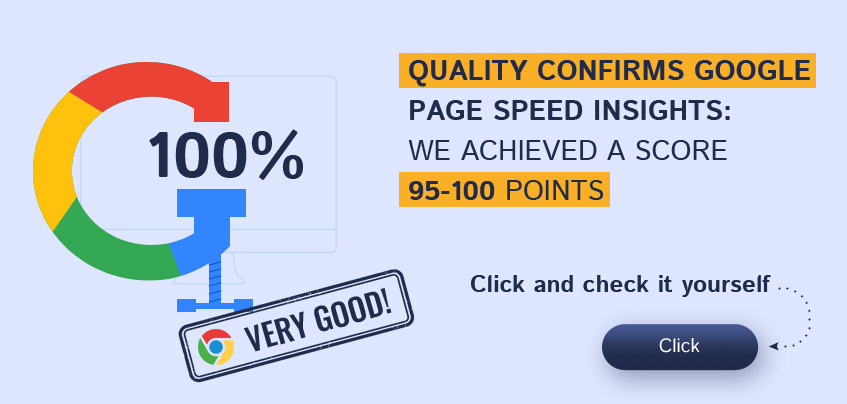 100%
VERY GOOD!
QUALITY CONFIRMS GOOGLE
PAGE SPEED INSIGHTS:
WE ACHIEVED A SCORE
95-100 POINTS
Click and check it yourself
Click